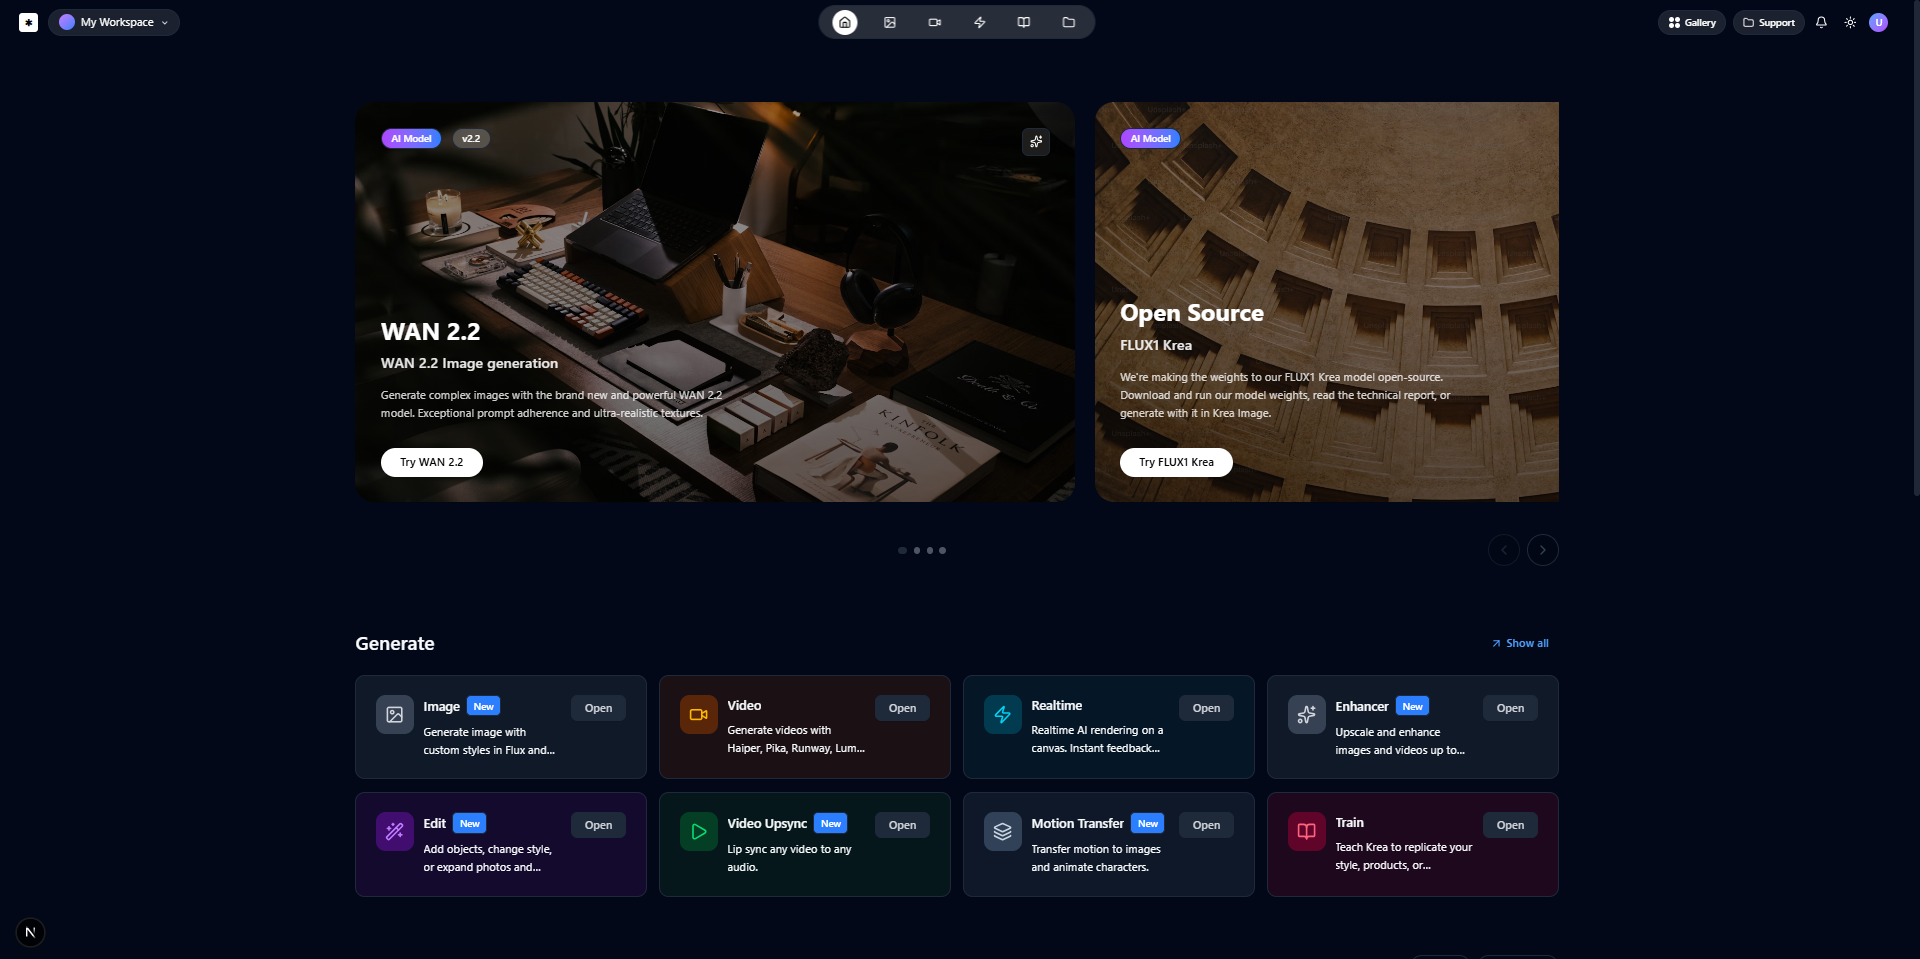 My Workspace
Gallery
Support
U
AI Model
v2.2
WAN 2.2
WAN 2.2 Image generation
Generate complex images with the brand new and powerful WAN 2.2
model. Exceptional prompt adherence and ultra-realistic textures.
Try WAN 2.2
KINFOLK
AI Model
Open Source
FLUX1 Krea
We're making the weights to our FLUX1 Krea model open-source.
Download and run our model weights, read the technical report, or
generate with it in Krea Image.
Try FLUX1 Krea
Generate
Show all
Image New
Open
Generate image with
custom styles in Flux and...
Video
Open
Generate videos with
Haiper, Pika, Runway, Lum...
Realtime
Open
Realtime AI rendering on a
canvas. Instant feedback...
Enhancer New
Open
Upscale and enhance
images and videos up to...
Edit New
Open
Add objects, change style,
or expand photos and...
Video Upsync New
Open
Lip sync any video to any
audio.
Motion Transfer New
Open
Transfer motion to images
and animate characters.
Train
Open
Teach Krea to replicate your
style, products, or...
N